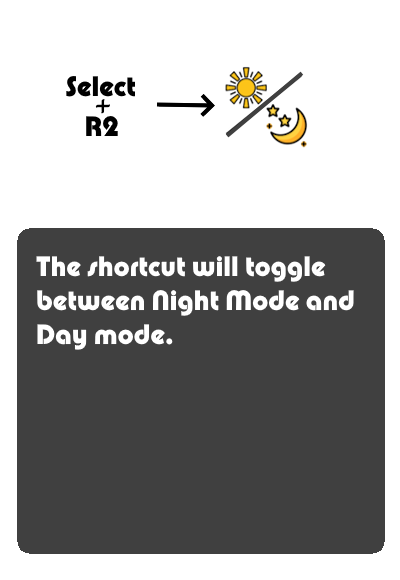 Select
+
R2
The shortcut will toggle
between Night Mode and
Day mode.